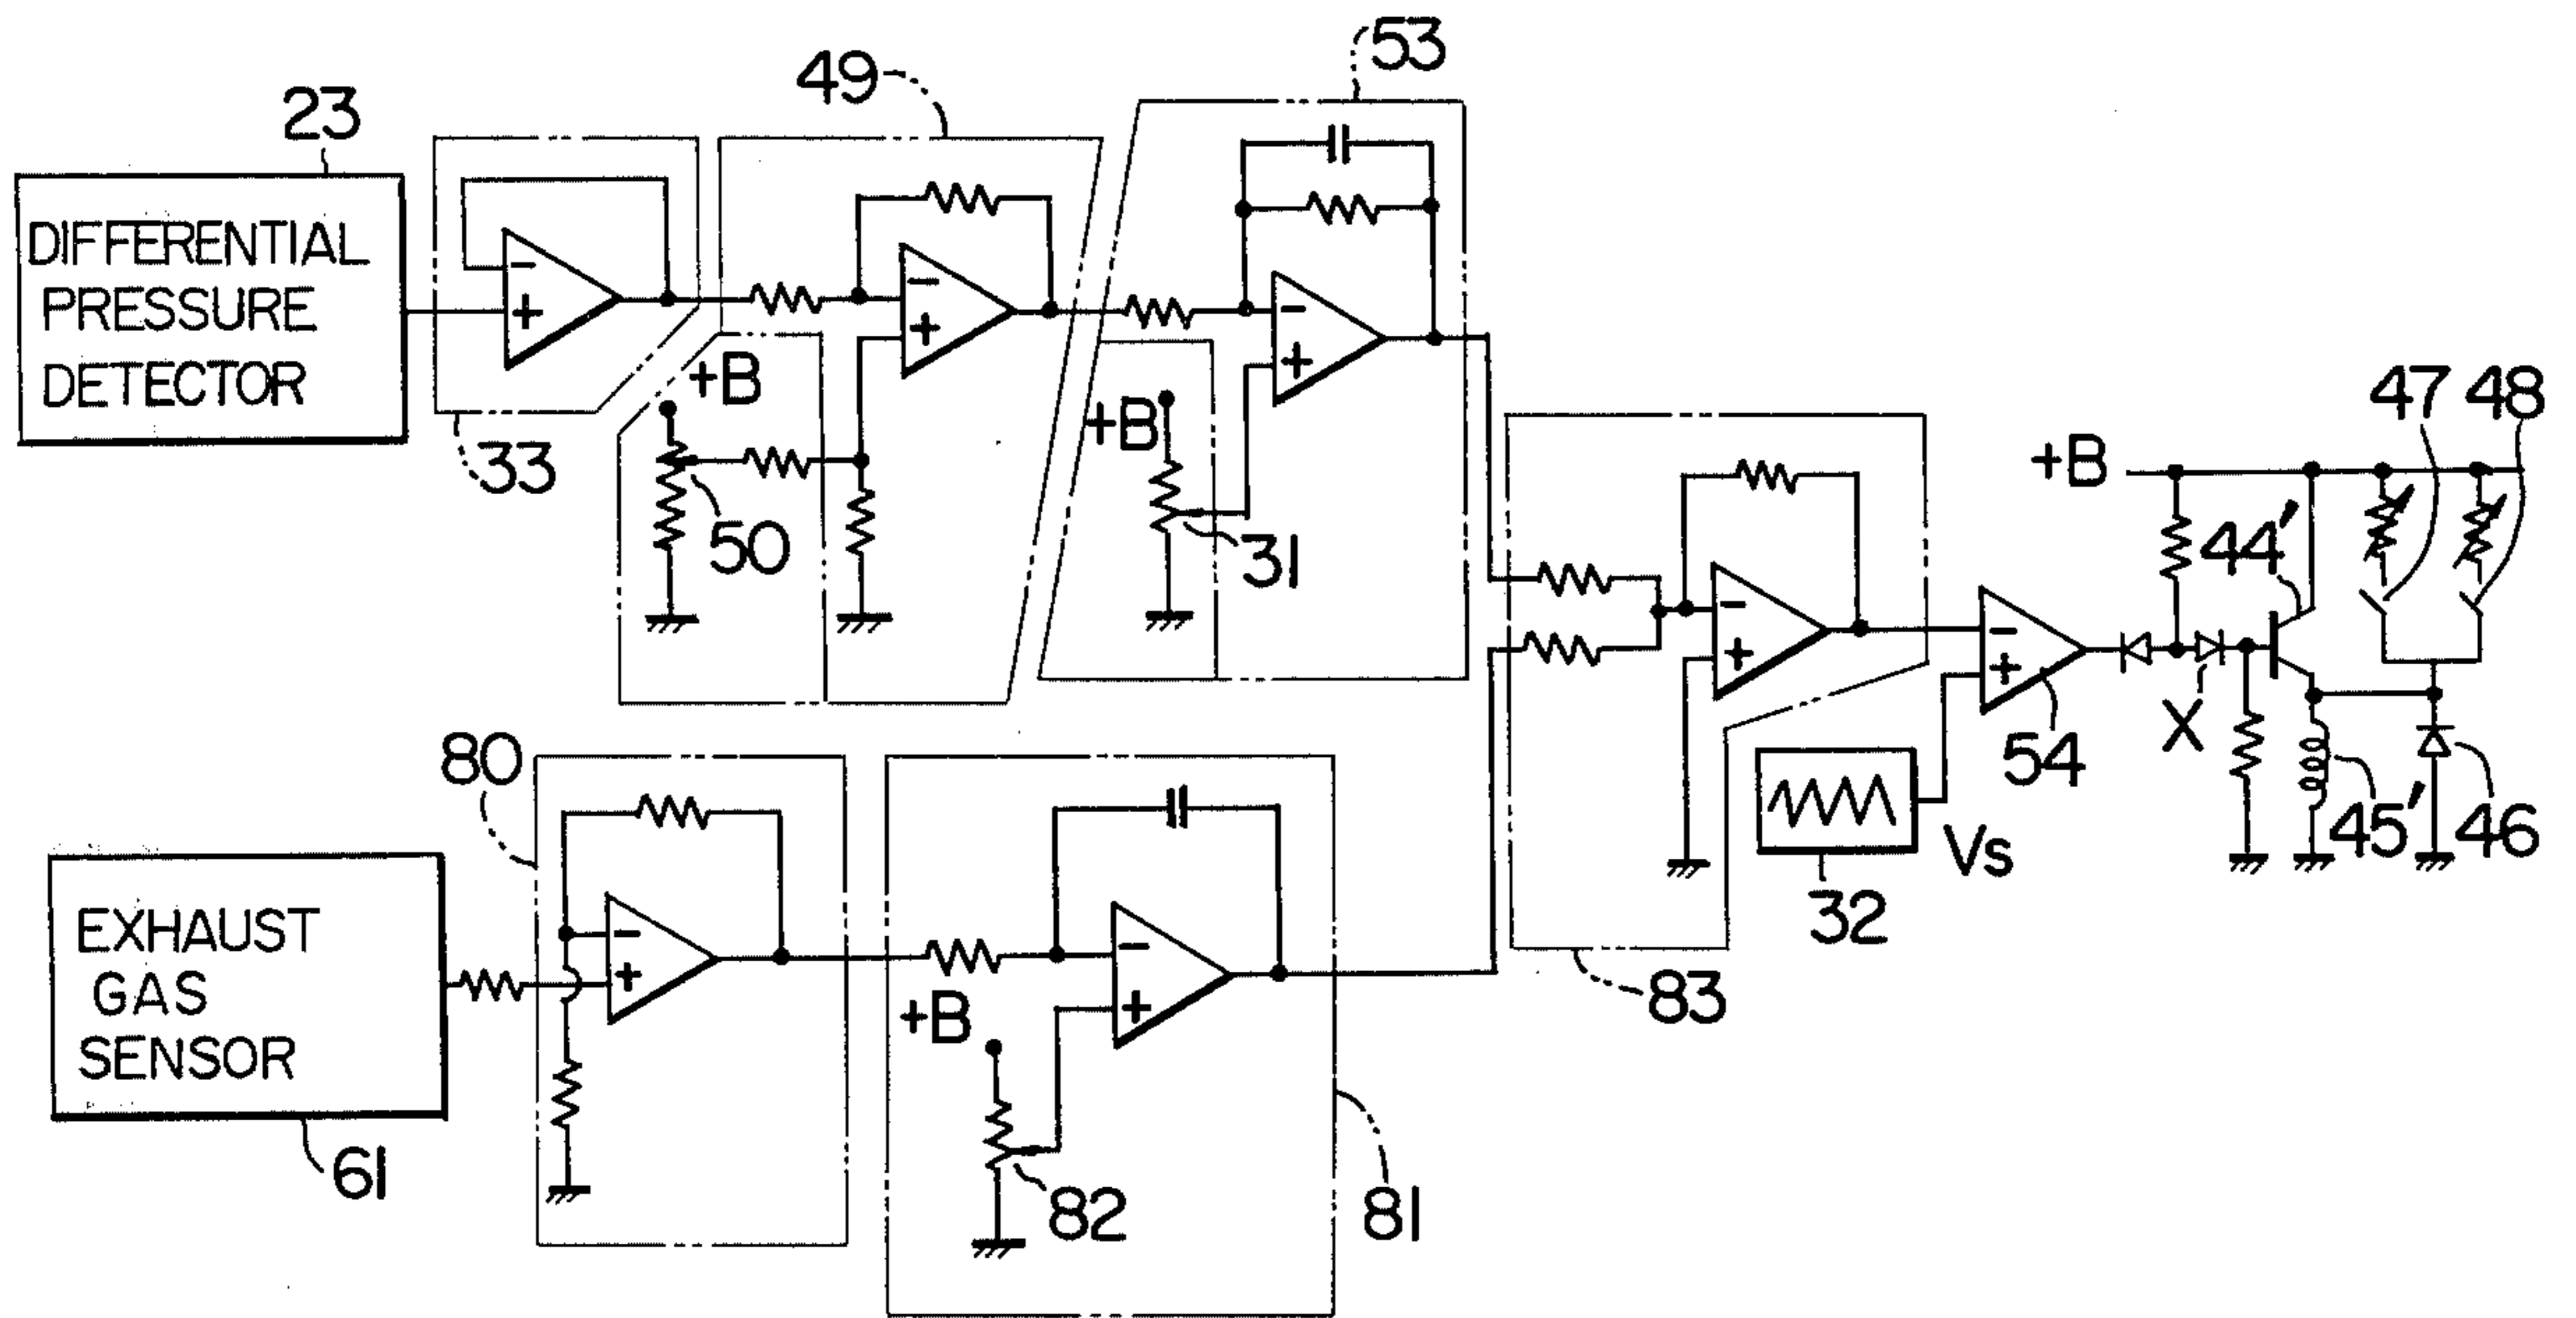 53
49
23
DIFFERENTIAL
PRESSURE
DETECTOR
-
+
33
-
+
+B
50
-
+
+B
31
-
+
83
-
+
54
32
Vs
+B
44'
47
48
X
45'
46
80
EXHAUST
GAS
SENSOR
61
-
+
-
+
+B
82
81